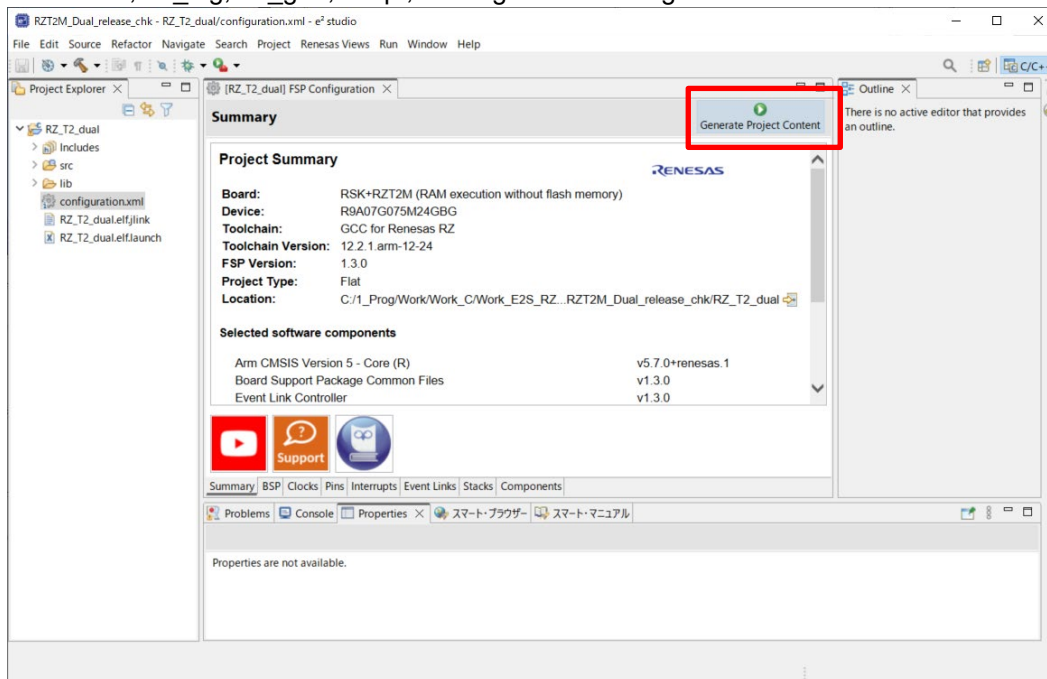 RZT2M_Dual_release_chk - RZ_T2_dual/configuration.xml - e² studio
File Edit Source Refactor Navigate Search Project Renesas Views Run Window Help
C/C+
Project Explorer
[RZ_T2_dual] FSP Configuration
Outline
RZ_T2_dual
Includes
src
lib
configuration.xml
RZ_T2_dual.elf.jlink
RZ_T2_dual.elf.launch
Summary
Generate Project Content
There is no active editor that provides
an outline.
Project Summary
RENESAS
Board: RSK+RZT2M (RAM execution without flash memory)
Device: R9A07G075M24GBG
Toolchain: GCC for Renesas RZ
Toolchain Version: 12.2.1.arm-12-24
FSP Version: 1.3.0
Project Type: Flat
Location: C:/1_Prog/Work/Work_C/Work_E2S_RZ...RZT2M_Dual_release_chk/RZ_T2_dual
Selected software components
Arm CMSIS Version 5 - Core (R) v5.7.0+renesas.1
Board Support Package Common Files v1.3.0
Event Link Controller v1.3.0
Support
Summary BSP Clocks Pins Interrupts Event Links Stacks Components
Problems Console Properties スマート・ブラウザー スマート・マニュアル
Properties are not available.